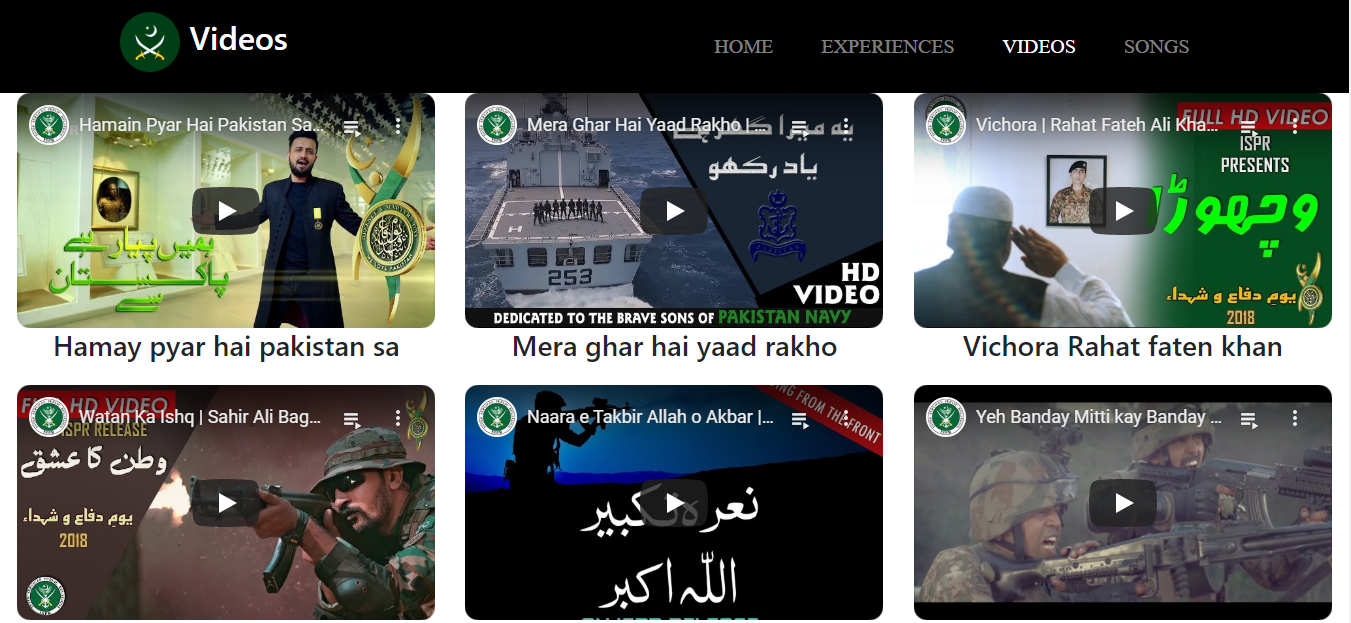 Videos
HOME
EXPERIENCES
VIDEOS
SONGS
Hamain Pyar Hai Pakistan Sa...
ہمیں پیار ہے
پاکستان
سے
Hamay pyar hai pakistan sa
Mera Ghar Hai Yaad Rakho | ...
یہ میرا گھر ہے
یاد رکھو
253
H
HD
VIDEO
DEDICATED TO THE BRAVE SONS OF PAKISTAN NAVY
Mera ghar hai yaad rakho
FULL HD VIDEO
Vichora | Rahat Fateh Ali Kha...
ISPR
PRESENTS
وچھوڑا
یومِ دفاع و شہداء
2018
Vichora Rahat faten khan
FULL HD VIDEO
Watan Ka Ishq | Sahir Ali Bag...
ISPR RELEASE
وطن کا عشق
یومِ دفاع و شہداء
2018
Naara e Takbir Allah o Akbar |...
FROM THE FRONT
نعرہ تکبیر
اللہ اکبر
AN ISPR RELEASE
Yeh Banday Mitti kay Banday ...